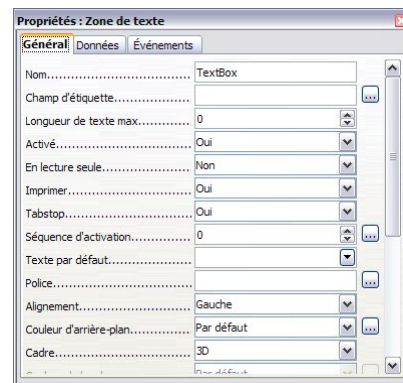 Propriétés : Zone de texte
Général Données Événements
Nom................................... TextBox
Champ d'étiquette................... ...
Longueur de texte max............. 0
Activé................................. Oui
En lecture seule..................... Non
Imprimer.............................. Oui
Tabstop............................... Oui
Séquence d'activation............... 0 ...
Texte par défaut.....................
Police.................................. ...
Alignement........................... Gauche
Couleur d'arrière-plan.............. Par défaut ...
Cadre.................................. 3D
Par défaut